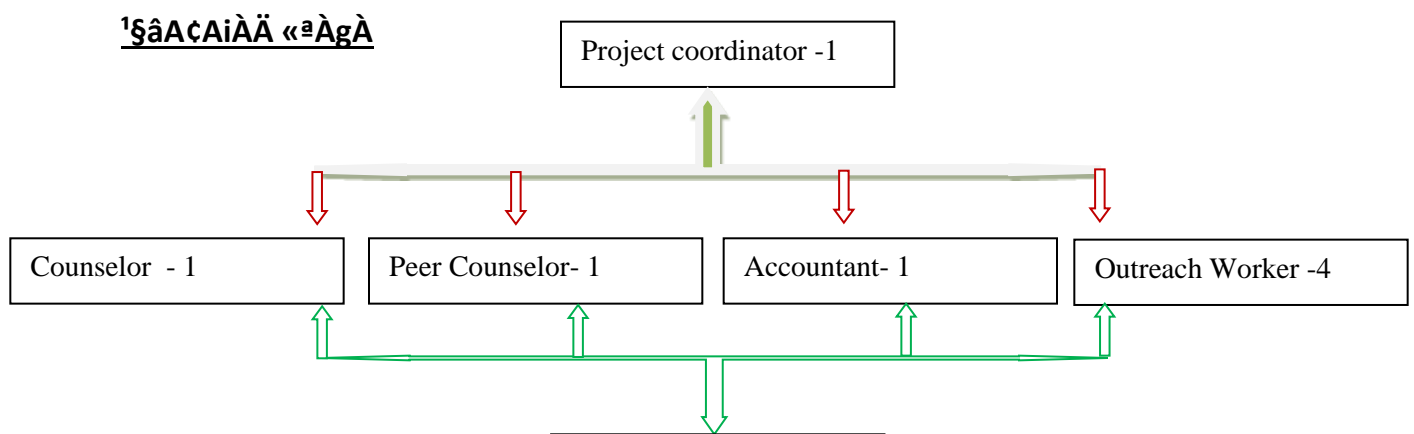 ¹§âA¢AiÀÄ «ªÀgÀ
Project coordinator -1
Counselor - 1
Peer Counselor- 1
Accountant- 1
Outreach Worker -4